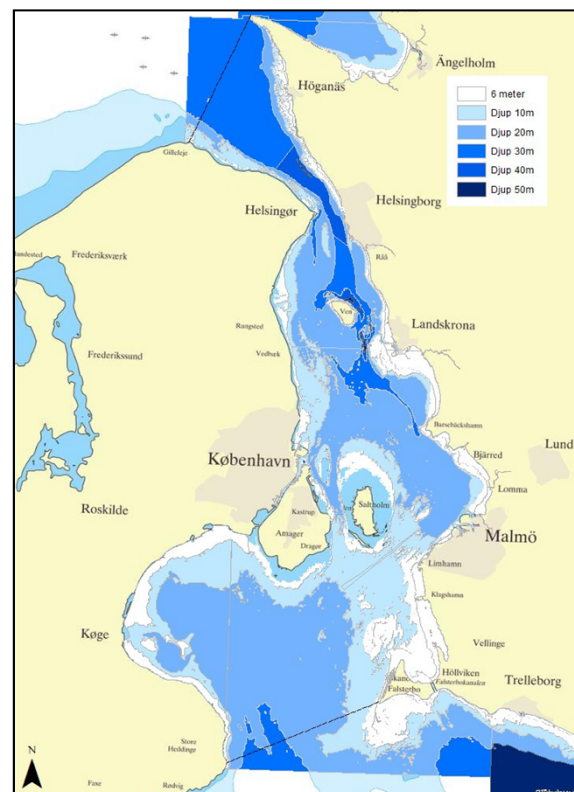 Ängelholm
Höganäs
6 meter
Djup 10m
Djup 20m
Djup 30m
Djup 40m
Djup 50m
Gilleleje
Helsingør
Helsingborg
Råå
Frederiksværk
Ven
Landskrona
Rungsted
Vedbæk
Frederikssund
Barsebäckshamn
Bjärred
Lund
København
Lomma
Roskilde
Saltholm
Kastrup
Malmö
Amager
Dragør
Limhamn
Klagshamn
Køge
Vellinge
Höllviken
Falsterbokanalen
Falsterbo
Trelleborg
Store
Heddinge
N
Faxe
Rødvig